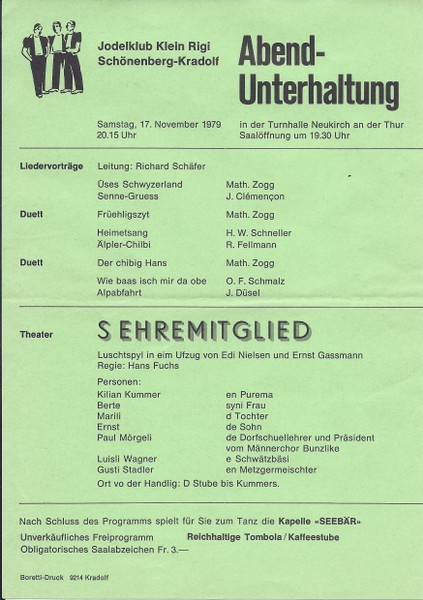 Jodelklub Klein Rigi
Schönenberg-Kradolf
Abend-
Unterhaltung
Samstag, 17. November 1979
20.15 Uhr
in der Turnhalle Neukirch an der Thur
Saalöffnung um 19.30 Uhr
Liedervorträge Leitung: Richard Schäfer
Üses Schwyzerland Math. Zogg
Senne-Gruess J. Clémençon
Duett Früehligszyt Math. Zogg
Heimetsang H. W. Schneller
Älpler-Chilbi R. Fellmann
Duett Der chibig Hans Math. Zogg
Wie baas isch mir da obe O. F. Schmalz
Alpabfahrt J. Düsel
Theater S EHREMITGLIED
Luschtspyl in eim Ufzug von Edi Nielsen und Ernst Gassmann
Regie: Hans Fuchs
Personen:
Kilian Kummer en Purema
Berte syni Frau
Marili d Tochter
Ernst de Sohn
Paul Mörgeli de Dorfschuellehrer und Präsident
vom Männerchor Bunzlike
Luisli Wagner e Schwätzbäsi
Gusti Stadler en Metzgermeischter
Ort vo der Handlig: D Stube bis Kummers.
Nach Schluss des Programms spielt für Sie zum Tanz die Kapelle «SEEBÄR»
Unverkäufliches Freiprogramm Reichhaltige Tombola / Kaffeestube
Obligatorisches Saalabzeichen Fr. 3.—
Boretti-Druck 9214 Kradolf